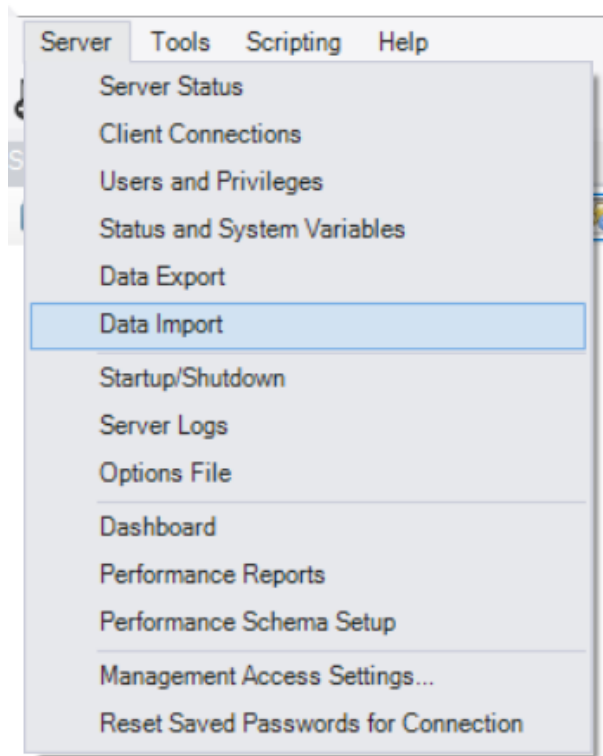 Server Tools Scripting Help
Server Status
Client Connections
Users and Privileges
Status and System Variables
Data Export
Data Import
Startup/Shutdown
Server Logs
Options File
Dashboard
Performance Reports
Performance Schema Setup
Management Access Settings...
Reset Saved Passwords for Connection